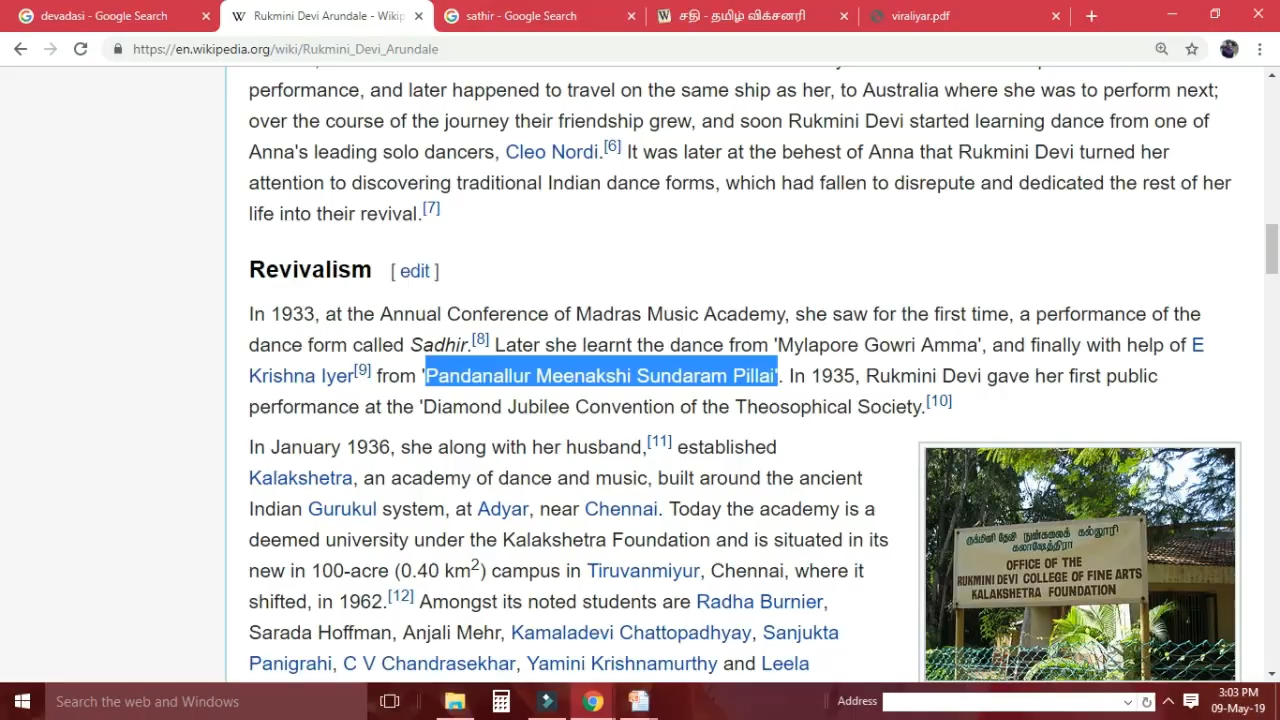 devadasi - Google Search
Rukmini Devi Arundale - Wikip
sathir - Google Search
சதி - தமிழ் விக்சனரி
viraliyar.pdf
https://en.wikipedia.org/wiki/Rukmini_Devi_Arundale
performance, and later happened to travel on the same ship as her, to Australia where she was to perform next;
over the course of the journey their friendship grew, and soon Rukmini Devi started learning dance from one of
Anna's leading solo dancers, Cleo Nordi.[6] It was later at the behest of Anna that Rukmini Devi turned her
attention to discovering traditional Indian dance forms, which had fallen to disrepute and dedicated the rest of her
life into their revival.[7]
Revivalism [ edit ]
In 1933, at the Annual Conference of Madras Music Academy, she saw for the first time, a performance of the
dance form called Sadhir.[8] Later she learnt the dance from 'Mylapore Gowri Amma', and finally with help of E
Krishna Iyer[9] from 'Pandanallur Meenakshi Sundaram Pillai'. In 1935, Rukmini Devi gave her first public
performance at the 'Diamond Jubilee Convention of the Theosophical Society.[10]
In January 1936, she along with her husband,[11] established
Kalakshetra, an academy of dance and music, built around the ancient
Indian Gurukul system, at Adyar, near Chennai. Today the academy is a
deemed university under the Kalakshetra Foundation and is situated in its
new in 100-acre (0.40 km2) campus in Tiruvanmiyur, Chennai, where it
shifted, in 1962.[12] Amongst its noted students are Radha Burnier,
Sarada Hoffman, Anjali Mehr, Kamaladevi Chattopadhyay, Sanjukta
Panigrahi, C V Chandrasekhar, Yamini Krishnamurthy and Leela
ருக்மினி தேவி நுண்கலைக் கல்லூரி
கலாஷேத்திரா
OFFICE OF THE
RUKMINI DEVI COLLEGE OF FINE ARTS
KALAKSHETRA FOUNDATION
Search the web and Windows
Address
3:03 PM
09-May-19